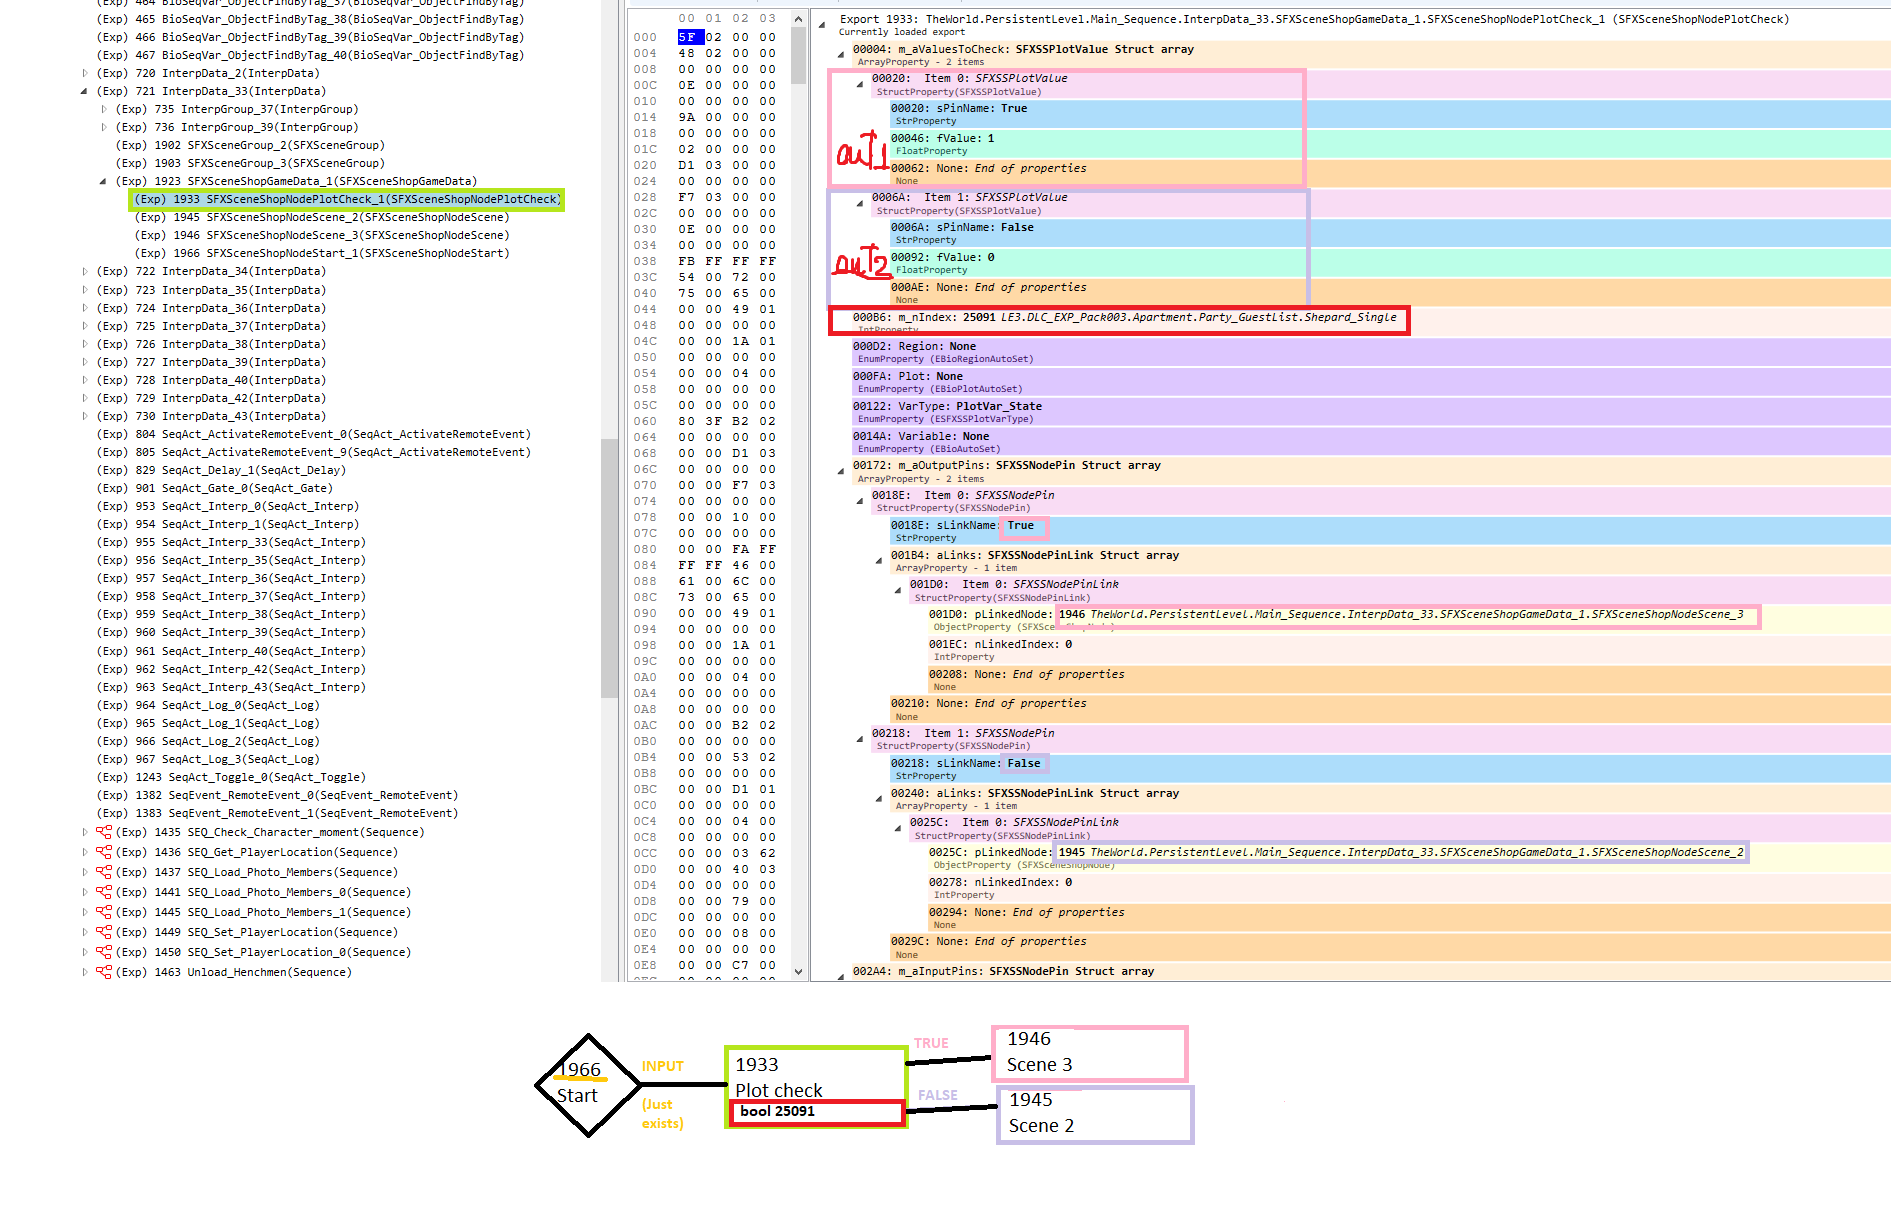 (Exp) 464 BioSeqVar_ObjectFindByTag_37(BioSeqVar_ObjectFindByTag)
(Exp) 465 BioSeqVar_ObjectFindByTag_38(BioSeqVar_ObjectFindByTag)
(Exp) 466 BioSeqVar_ObjectFindByTag_39(BioSeqVar_ObjectFindByTag)
(Exp) 467 BioSeqVar_ObjectFindByTag_40(BioSeqVar_ObjectFindByTag)
(Exp) 720 InterpData_2(InterpData)
(Exp) 721 InterpData_33(InterpData)
(Exp) 735 InterpGroup_37(InterpGroup)
(Exp) 736 InterpGroup_39(InterpGroup)
(Exp) 1902 SFXSceneGroup_2(SFXSceneGroup)
(Exp) 1903 SFXSceneGroup_3(SFXSceneGroup)
(Exp) 1923 SFXSceneShopGameData_1(SFXSceneShopGameData)
(Exp) 1933 SFXSceneShopNodePlotCheck_1(SFXSceneShopNodePlotCheck)
(Exp) 1945 SFXSceneShopNodeScene_2(SFXSceneShopNodeScene)
(Exp) 1946 SFXSceneShopNodeScene_3(SFXSceneShopNodeScene)
(Exp) 1966 SFXSceneShopNodeStart_1(SFXSceneShopNodeStart)
(Exp) 722 InterpData_34(InterpData)
(Exp) 723 InterpData_35(InterpData)
(Exp) 724 InterpData_36(InterpData)
(Exp) 725 InterpData_37(InterpData)
(Exp) 726 InterpData_38(InterpData)
(Exp) 727 InterpData_39(InterpData)
(Exp) 728 InterpData_40(InterpData)
(Exp) 729 InterpData_42(InterpData)
(Exp) 730 InterpData_43(InterpData)
(Exp) 804 SeqAct_ActivateRemoteEvent_0(SeqAct_ActivateRemoteEvent)
(Exp) 805 SeqAct_ActivateRemoteEvent_9(SeqAct_ActivateRemoteEvent)
(Exp) 829 SeqAct_Delay_1(SeqAct_Delay)
(Exp) 901 SeqAct_Gate_0(SeqAct_Gate)
(Exp) 953 SeqAct_Interp_0(SeqAct_Interp)
(Exp) 954 SeqAct_Interp_1(SeqAct_Interp)
(Exp) 955 SeqAct_Interp_33(SeqAct_Interp)
(Exp) 956 SeqAct_Interp_35(SeqAct_Interp)
(Exp) 957 SeqAct_Interp_36(SeqAct_Interp)
(Exp) 958 SeqAct_Interp_37(SeqAct_Interp)
(Exp) 959 SeqAct_Interp_38(SeqAct_Interp)
(Exp) 960 SeqAct_Interp_39(SeqAct_Interp)
(Exp) 961 SeqAct_Interp_40(SeqAct_Interp)
(Exp) 962 SeqAct_Interp_42(SeqAct_Interp)
(Exp) 963 SeqAct_Interp_43(SeqAct_Interp)
(Exp) 964 SeqAct_Log_0(SeqAct_Log)
(Exp) 965 SeqAct_Log_1(SeqAct_Log)
(Exp) 966 SeqAct_Log_2(SeqAct_Log)
(Exp) 967 SeqAct_Log_3(SeqAct_Log)
(Exp) 1243 SeqAct_Toggle_0(SeqAct_Toggle)
(Exp) 1382 SeqEvent_RemoteEvent_0(SeqEvent_RemoteEvent)
(Exp) 1383 SeqEvent_RemoteEvent_1(SeqEvent_RemoteEvent)
(Exp) 1435 SEQ_Check_Character_moment(Sequence)
(Exp) 1436 SEQ_Get_PlayerLocation(Sequence)
(Exp) 1437 SEQ_Load_Photo_Members(Sequence)
(Exp) 1441 SEQ_Load_Photo_Members_0(Sequence)
(Exp) 1445 SEQ_Load_Photo_Members_1(Sequence)
(Exp) 1449 SEQ_Set_PlayerLocation(Sequence)
(Exp) 1450 SEQ_Set_PlayerLocation_0(Sequence)
(Exp) 1463 Unload_Henchmen(Sequence)
00 01 02 03
000 5F 02 00 00
004 48 02 00 00
008 00 00 00 00
00C 0E 00 00 00
010 00 00 00 00
014 9A 00 00 00
018 00 00 00 00
01C 02 00 00 00
020 D1 03 00 00
024 00 00 00 00
028 F7 03 00 00
02C 00 00 00 00
030 0E 00 00 00
034 00 00 00 00
038 FB FF FF FF
03C 54 00 72 00
040 75 00 65 00
044 00 00 49 01
048 00 00 00 00
04C 00 00 1A 01
050 00 00 00 00
054 00 00 04 00
058 00 00 00 00
05C 00 00 00 00
060 80 3F B2 02
064 00 00 00 00
068 00 00 D1 03
06C 00 00 00 00
070 00 00 F7 03
074 00 00 00 00
078 00 00 10 00
07C 00 00 00 00
080 00 00 FA FF
084 FF FF 46 00
088 61 00 6C 00
08C 73 00 65 00
090 00 00 49 01
094 00 00 00 00
098 00 00 1A 01
09C 00 00 00 00
0A0 00 00 04 00
0A4 00 00 00 00
0A8 00 00 00 00
0AC 00 00 B2 02
0B0 00 00 00 00
0B4 00 00 53 02
0B8 00 00 00 00
0BC 00 00 D1 01
0C0 00 00 00 00
0C4 00 00 04 00
0C8 00 00 00 00
0CC 00 00 03 62
0D0 00 00 40 03
0D4 00 00 00 00
0D8 00 00 79 00
0DC 00 00 00 00
0E0 00 00 08 00
0E4 00 00 00 00
0E8 00 00 C7 00
Export 1933: TheWorld.PersistentLevel.Main_Sequence.InterpData_33.SFXSceneShopGameData_1.SFXSceneShopNodePlotCheck_1 (SFXSceneShopNodePlotCheck)
Currently loaded export
00004: m_aValuesToCheck: SFXSSPlotValue Struct array
ArrayProperty - 2 items
00020: Item 0: SFXSSPlotValue
StructProperty(SFXSSPlotValue)
00020: sPinName: True
StrProperty
00046: fValue: 1
FloatProperty
out1
00062: None: End of properties
None
0006A: Item 1: SFXSSPlotValue
StructProperty(SFXSSPlotValue)
0006A: sPinName: False
StrProperty
00092: fValue: 0
FloatProperty
out2
000AE: None: End of properties
None
000B6: m_nIndex: 25091 LE3.DLC_EXP_Pack003.Apartment.Party_GuestList.Shepard_Single
IntProperty
000D2: Region: None
EnumProperty (EBioRegionAutoSet)
000FA: Plot: None
EnumProperty (EBioPlotAutoSet)
00122: VarType: PlotVar_State
EnumProperty (ESFXSSPlotVarType)
0014A: Variable: None
EnumProperty (EBioAutoSet)
00172: m_aOutputPins: SFXSSNodePin Struct array
ArrayProperty - 2 items
0018E: Item 0: SFXSSNodePin
StructProperty(SFXSSNodePin)
0018E: sLinkName: True
StrProperty
001B4: aLinks: SFXSSNodePinLink Struct array
ArrayProperty - 1 item
001D0: Item 0: SFXSSNodePinLink
StructProperty(SFXSSNodePinLink)
001D0: pLinkedNode: 1946 TheWorld.PersistentLevel.Main_Sequence.InterpData_33.SFXSceneShopGameData_1.SFXSceneShopNodeScene_3
ObjectProperty (SFXSceneShopNode)
001EC: nLinkedIndex: 0
IntProperty
00208: None: End of properties
None
00210: None: End of properties
None
00218: Item 1: SFXSSNodePin
StructProperty(SFXSSNodePin)
00218: sLinkName: False
StrProperty
00240: aLinks: SFXSSNodePinLink Struct array
ArrayProperty - 1 item
0025C: Item 0: SFXSSNodePinLink
StructProperty(SFXSSNodePinLink)
0025C: pLinkedNode: 1945 TheWorld.PersistentLevel.Main_Sequence.InterpData_33.SFXSceneShopGameData_1.SFXSceneShopNodeScene_2
ObjectProperty (SFXSceneShopNode)
00278: nLinkedIndex: 0
IntProperty
00294: None: End of properties
None
0029C: None: End of properties
None
002A4: m_aInputPins: SFXSSNodePin Struct array
1966
Start
INPUT
(Just
exists)
1933
Plot check
bool 25091
TRUE
FALSE
1946
Scene 3
1945
Scene 2